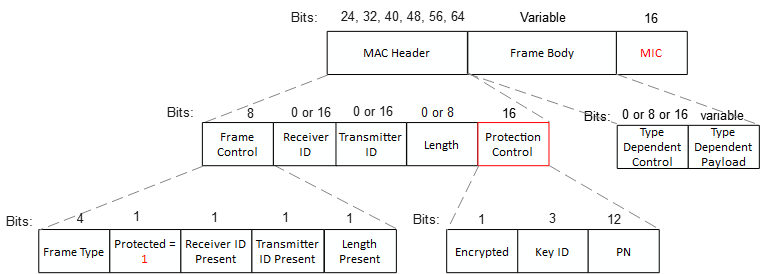 Bits: 24, 32, 40, 48, 56, 64 Variable 16
MAC Header Frame Body MIC
Bits: 8 0 or 16 0 or 16 0 or 8 16
Frame Control Receiver ID Transmitter ID Length Protection Control
Bits: 0 or 8 or 16 variable
Type Dependent Control Type Dependent Payload
Bits: 4 1 1 1 1
Frame Type Protected = 1 Receiver ID Present Transmitter ID Present Length Present
Bits: 1 3 12
Encrypted Key ID PN